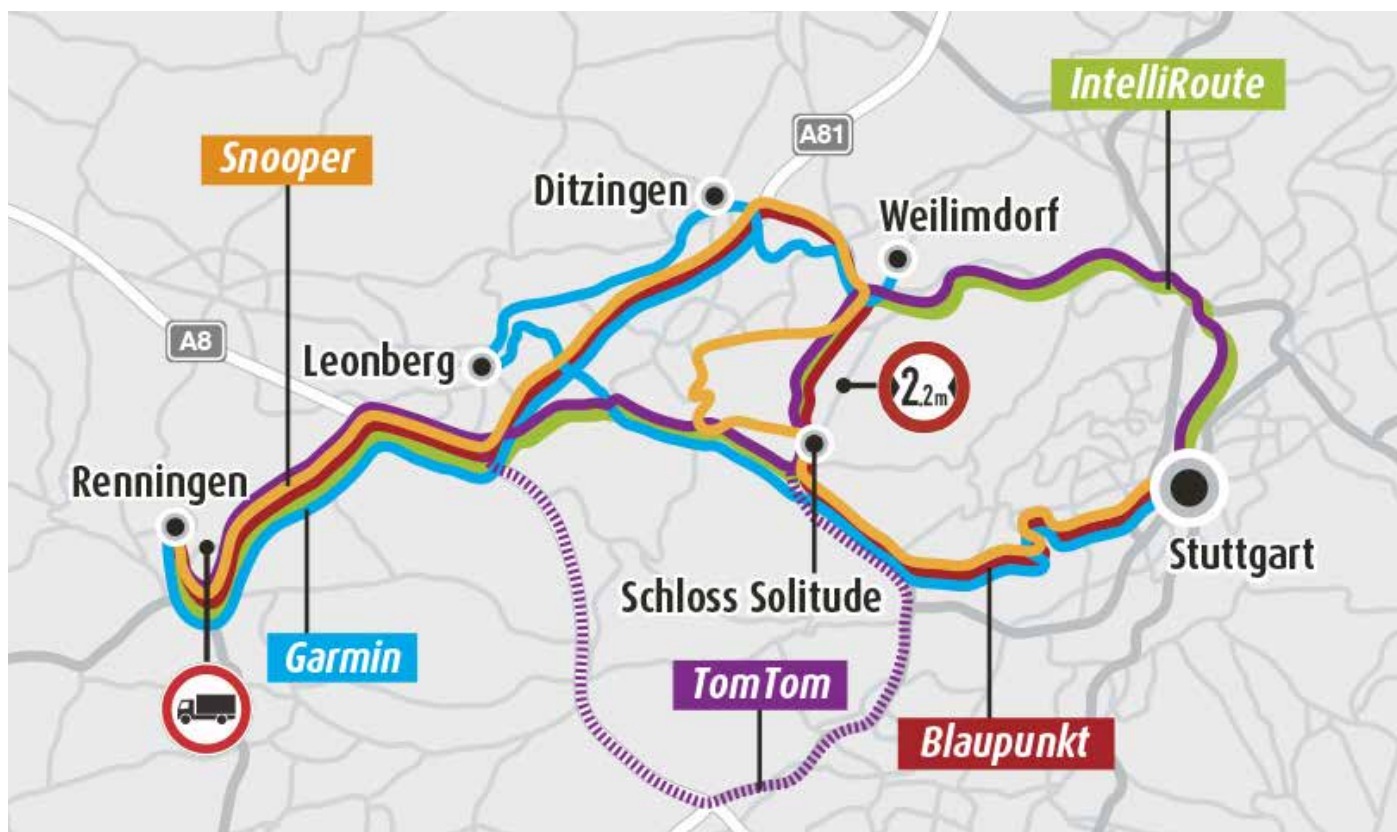 IntelliRoute
A81
Snooper
Ditzingen
Weilimdorf
A8
Leonberg
2.2m
Renningen
Stuttgart
Schloss Solitude
Garmin
TomTom
Blaupunkt